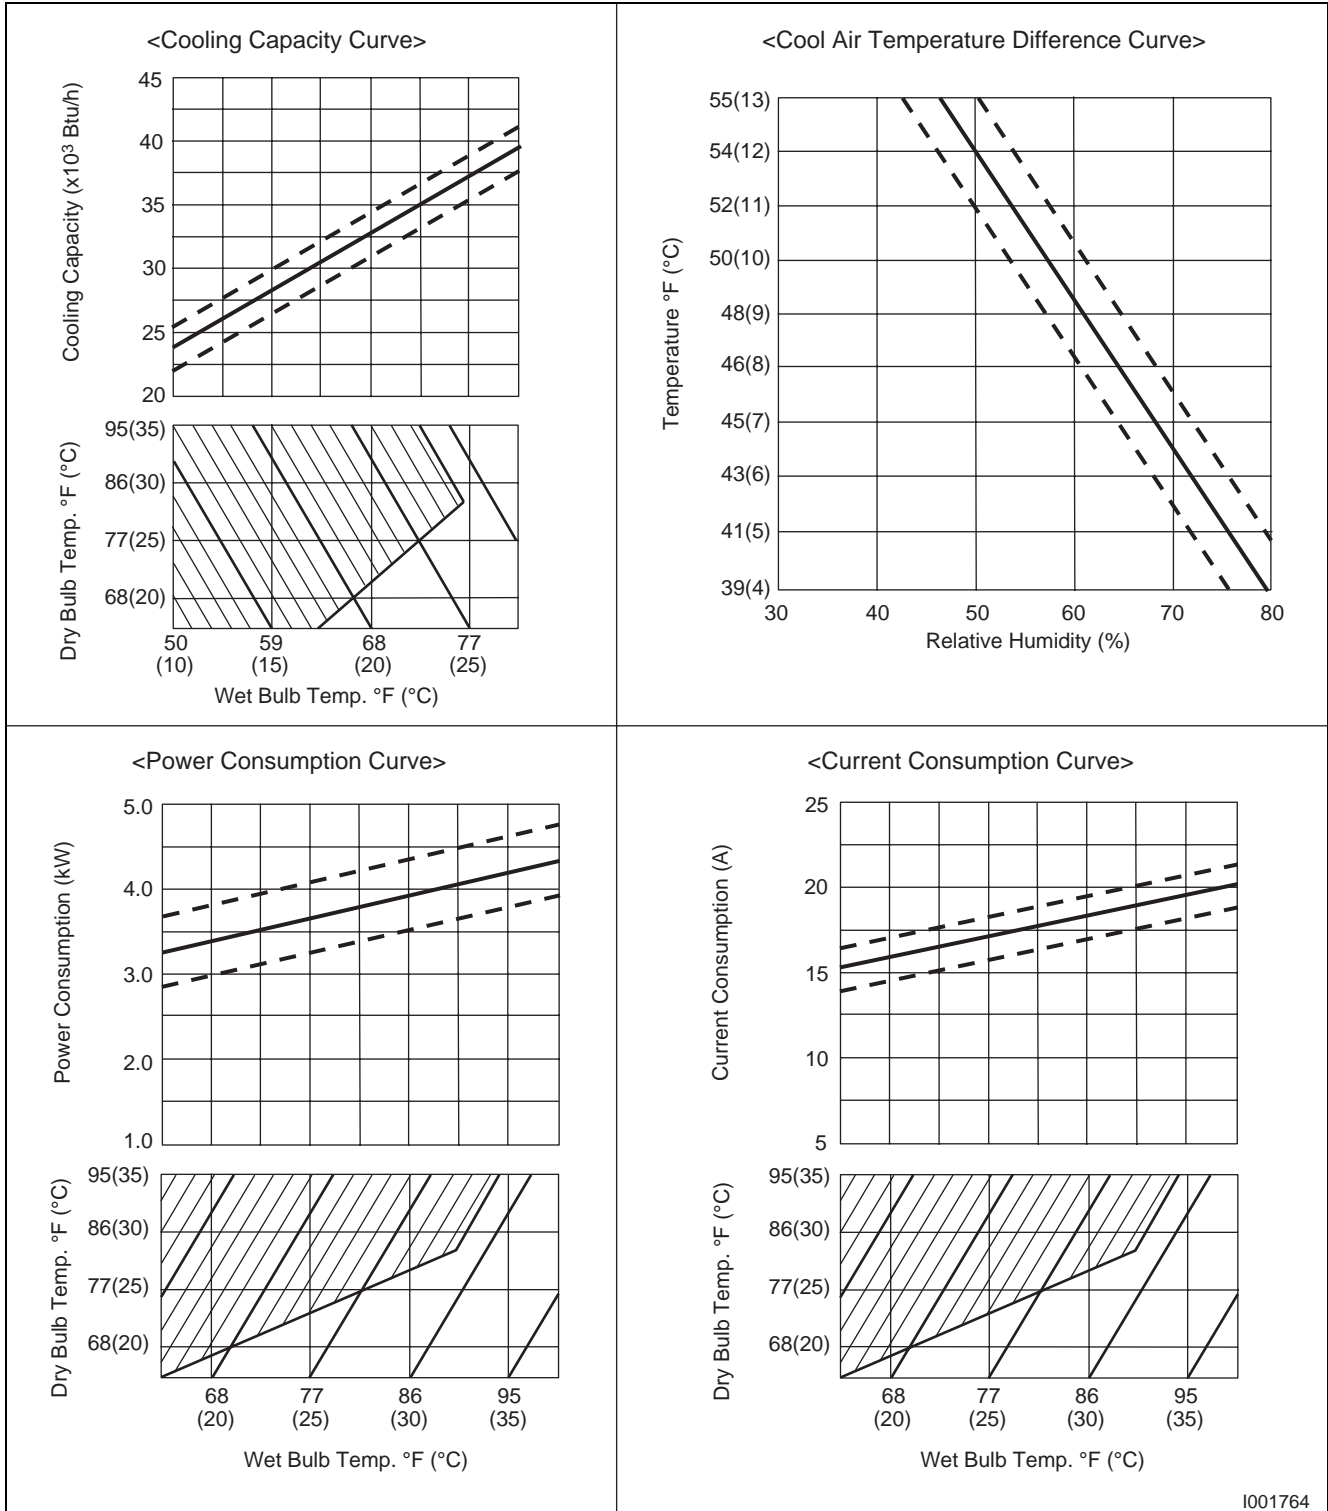 <Cooling Capacity Curve>
Cooling Capacity (x10³ Btu/h)
45
40
35
30
25
20
Dry Bulb Temp. °F (°C)
95(35)
86(30)
77(25)
68(20)
50 59 68 77
(10) (15) (20) (25)
Wet Bulb Temp. °F (°C)
<Cool Air Temperature Difference Curve>
Temperature °F (°C)
55(13)
54(12)
52(11)
50(10)
48(9)
46(8)
45(7)
43(6)
41(5)
39(4)
30 40 50 60 70 80
Relative Humidity (%)
<Power Consumption Curve>
Power Consumption (kW)
5.0
4.0
3.0
2.0
1.0
Dry Bulb Temp. °F (°C)
95(35)
86(30)
77(25)
68(20)
68 77 86 95
(20) (25) (30) (35)
Wet Bulb Temp. °F (°C)
<Current Consumption Curve>
Current Consumption (A)
25
20
15
10
5
Dry Bulb Temp. °F (°C)
95(35)
86(30)
77(25)
68(20)
68 77 86 95
(20) (25) (30) (35)
Wet Bulb Temp. °F (°C)
I001764